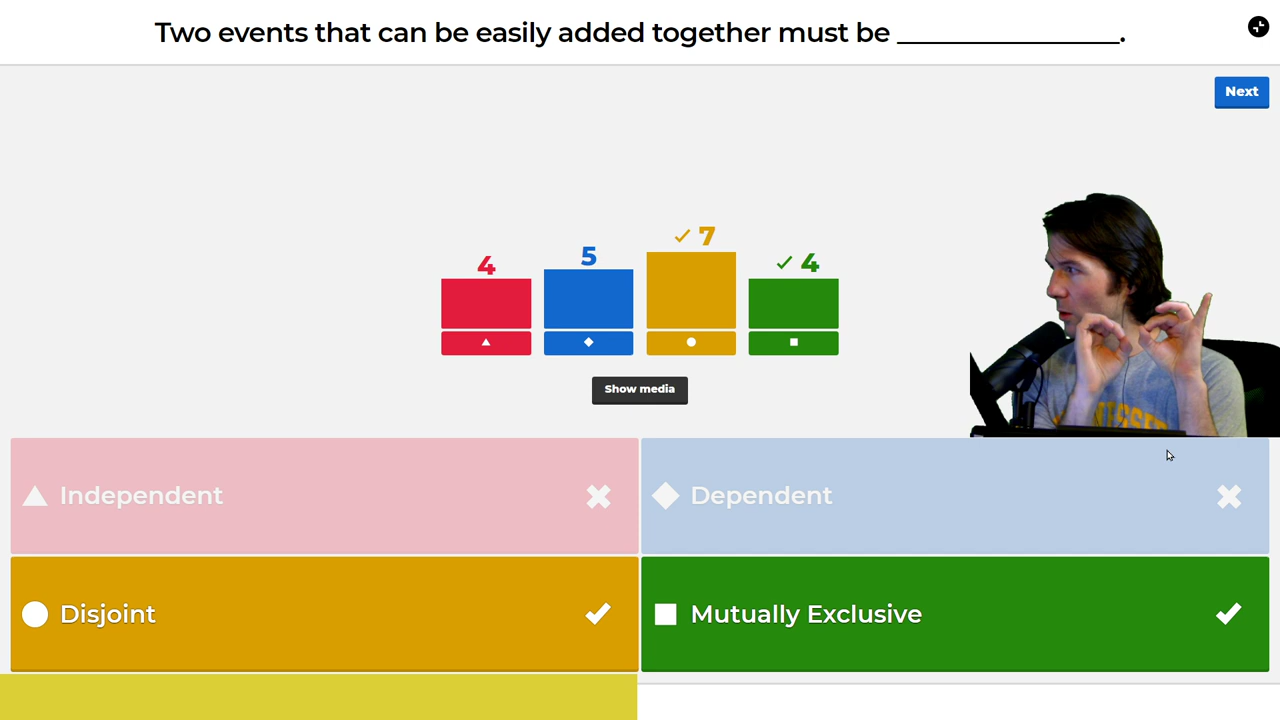 Two events that can be easily added together must be ________________.
Next
4
5
7
4
Show media
Independent
Dependent
Disjoint
Mutually Exclusive